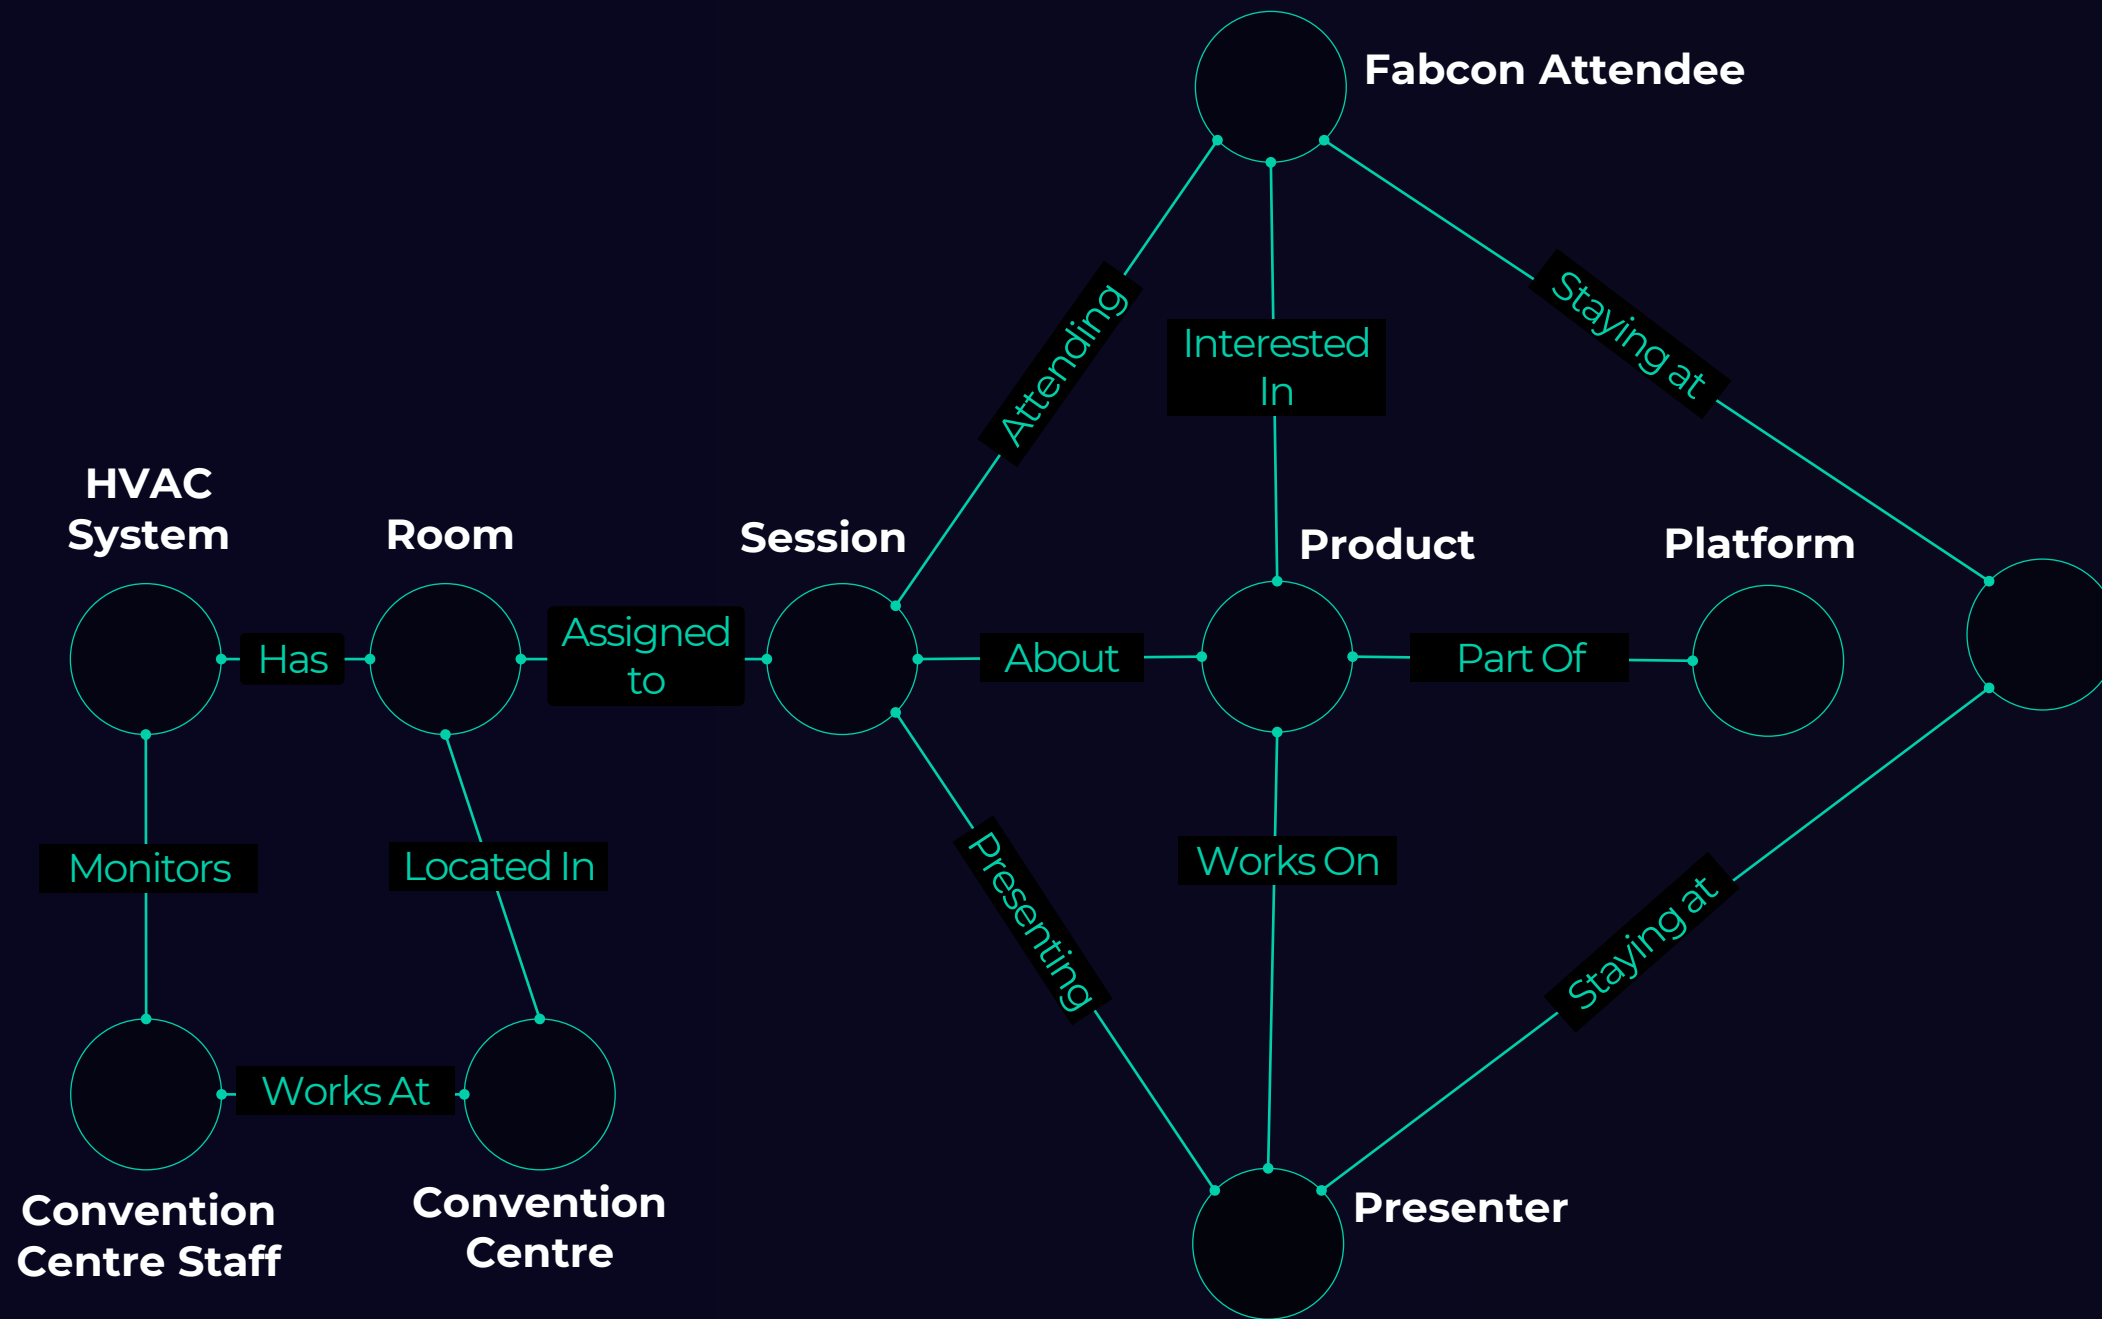 Fabcon Attendee
Attending
Interested
In
Staying at
HVAC
System
Room
Session
Product
Platform
Has
Assigned
to
About
Part Of
Monitors
Located In
Presenting
Works On
Staying at
Works At
Convention
Centre Staff
Convention
Centre
Presenter